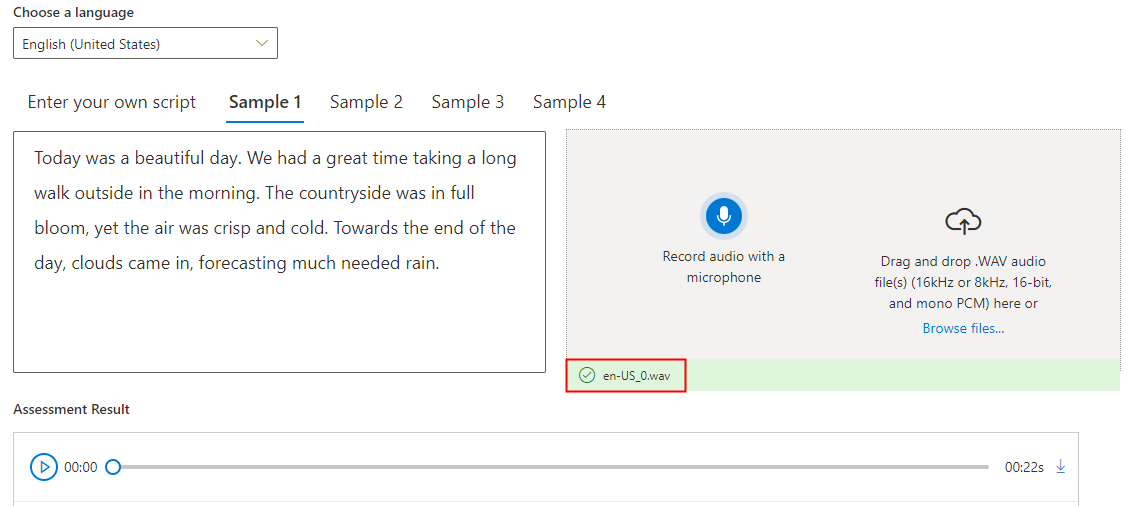 Choose a language
English (United States)
Enter your own script Sample 1 Sample 2 Sample 3 Sample 4
Today was a beautiful day. We had a great time taking a long
walk outside in the morning. The countryside was in full
bloom, yet the air was crisp and cold. Towards the end of the
day, clouds came in, forecasting much needed rain.
Record audio with a
microphone
Drag and drop .WAV audio
file(s) (16kHz or 8kHz, 16-bit,
and mono PCM) here or
Browse files...
en-US_0.wav
Assessment Result
00:00 00:22s